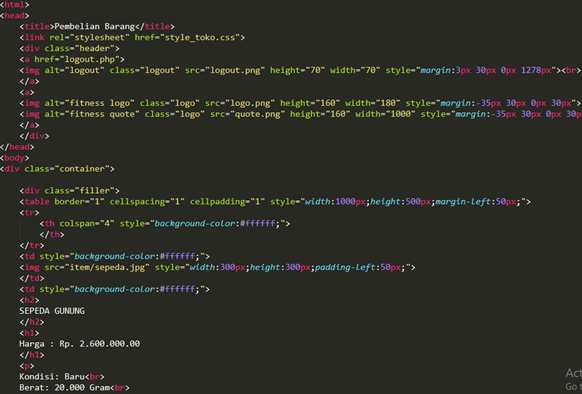 <html>
<head>
<title>Pembelian Barang</title>
<link rel="stylesheet" href="style_toko.css">
<div class="header">
<a href="logout.php">
<img alt="logout" class="logout" src="logout.png" height="70" width="70" style="margin:3px 30px 0px 1278px"><br>
</a>
<a>
<img alt="fitness logo" class="logo" src="logo.png" height="160" width="180" style="margin:-35px 30px 0px 30px">
<img alt="fitness quote" class="logo" src="quote.png" height="160" width="1000" style="margin:-35px 30px 0px 30p
</a>
</div>
</head>
<body>
<div class="container">
<div class="filler">
<table border="1" cellspacing="1" cellpadding="1" style="width:1000px;height:500px;margin-left:50px;">
<tr>
<th colspan="4" style="background-color:#ffffff;">
</th>
</tr>
<td style="background-color:#ffffff;">
<img src="item/sepeda.jpg" style="width:300px;height:300px;padding-left:50px;">
</td>
<td style="background-color:#ffffff;">
<h2>
SEPEDA GUNUNG
</h2>
<h1>
Harga : Rp. 2.600.000.00
</h1>
<p>
Kondisi: Baru<br>
Berat: 20.000 Gram<br>
Act
Go t